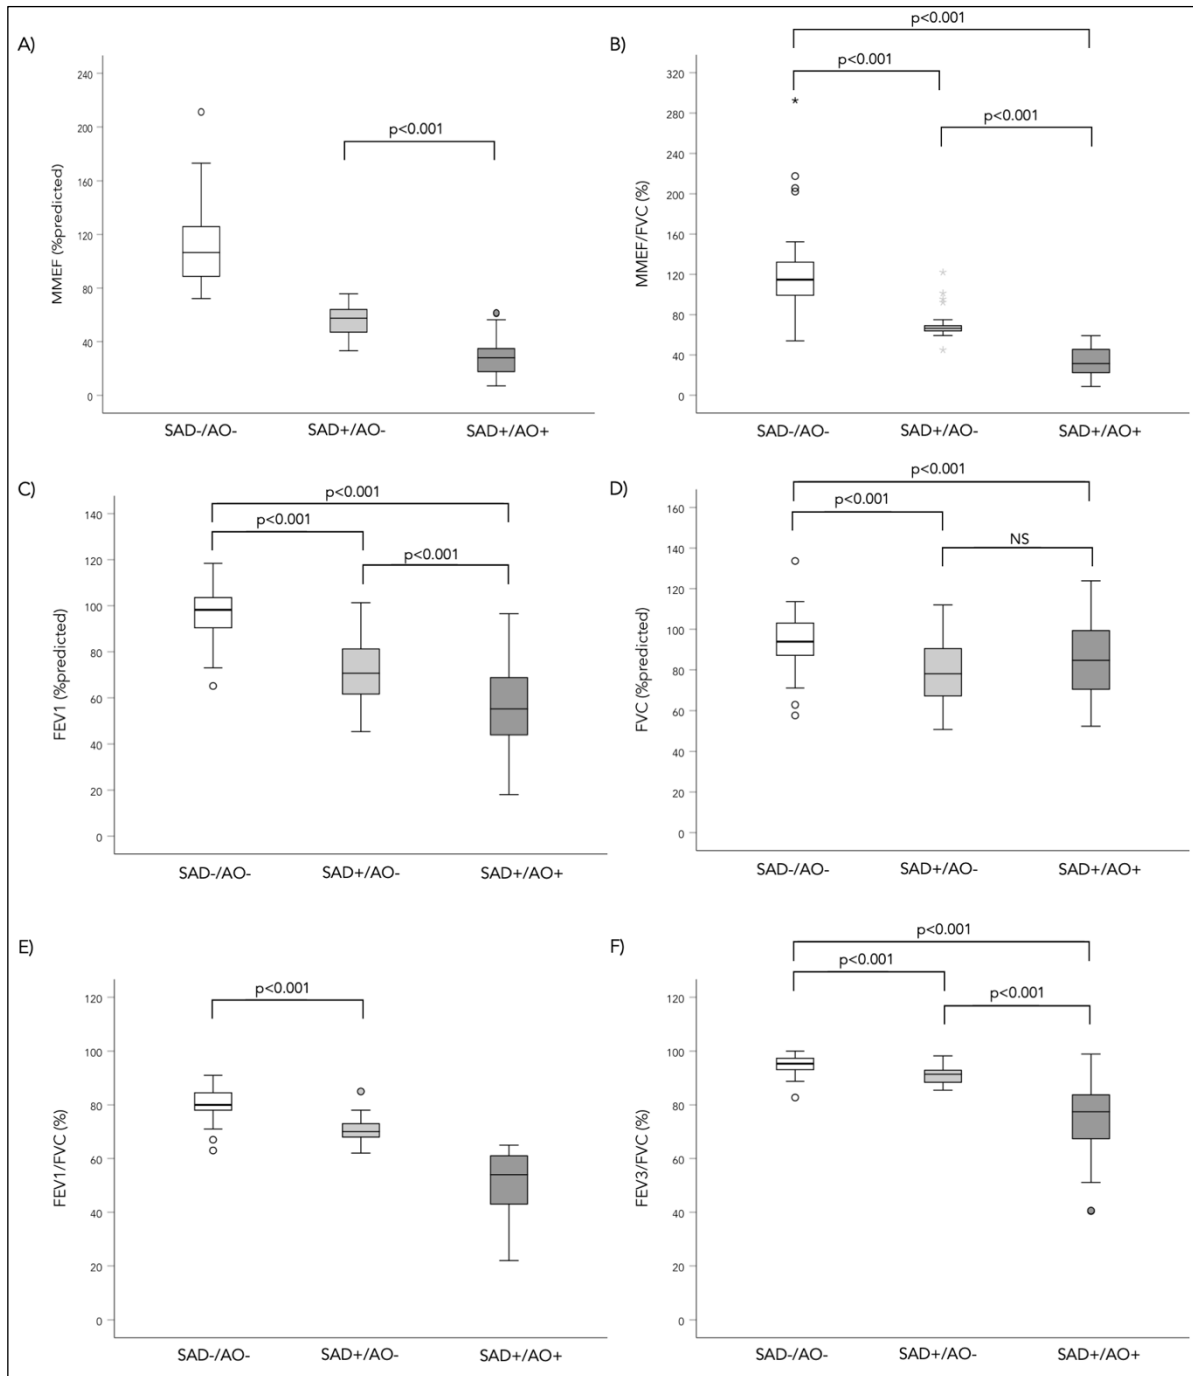 A)
MMEF (%predicted)
240
200
160
120
80
40
0
p<0.001
SAD-/AO-
SAD+/AO-
SAD+/AO+
B)
MMEF/FVC (%)
320
280
240
200
160
120
80
40
0
p<0.001
p<0.001
p<0.001
SAD-/AO-
SAD+/AO-
SAD+/AO+
C)
FEV1 (%predicted)
140
120
100
80
60
40
20
0
p<0.001
p<0.001
p<0.001
SAD-/AO-
SAD+/AO-
SAD+/AO+
D)
FVC (%predicted)
160
140
120
100
80
60
40
20
0
p<0.001
p<0.001
NS
SAD-/AO-
SAD+/AO-
SAD+/AO+
E)
FEV1/FVC (%)
120
100
80
60
40
20
0
p<0.001
SAD-/AO-
SAD+/AO-
SAD+/AO+
F)
FEV3/FVC (%)
120
100
80
60
40
20
0
p<0.001
p<0.001
p<0.001
SAD-/AO-
SAD+/AO-
SAD+/AO+